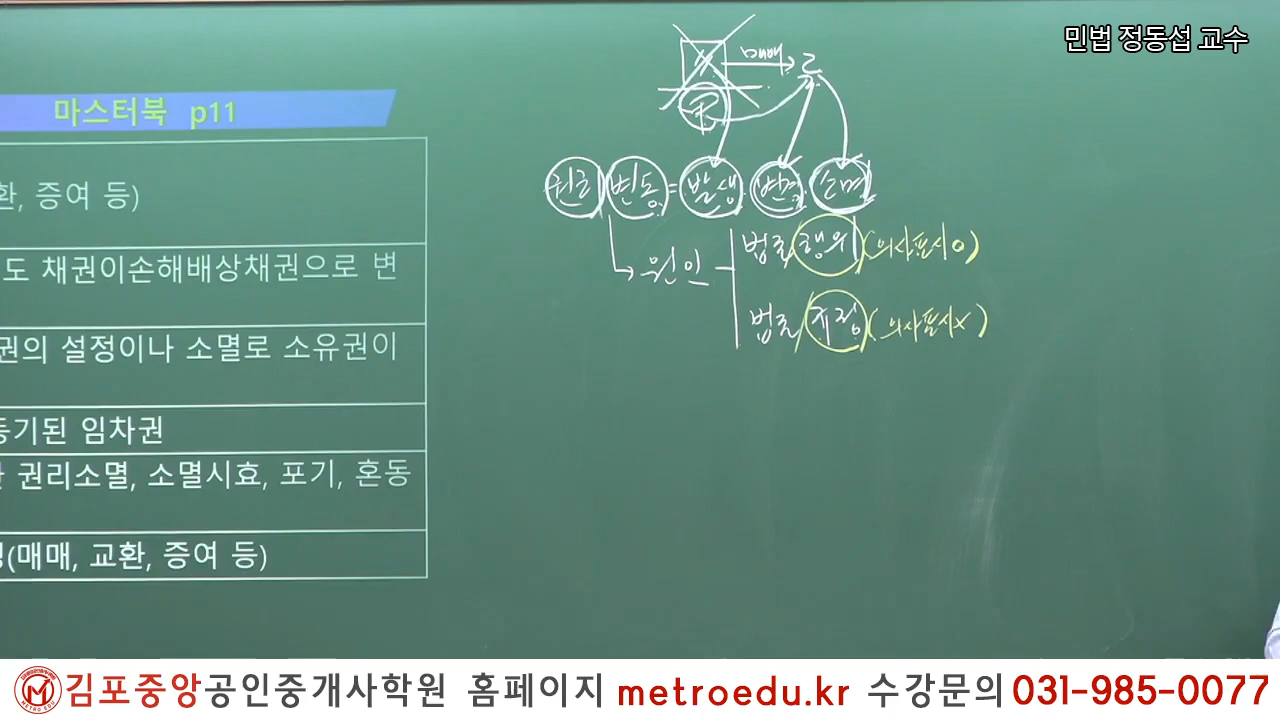 민법 정동섭 교수
마스터북 p11
환, 증여 등)
도 채권이손해배상채권으로 변
권의 설정이나 소멸로 소유권이
등기된 임차권
권리소멸, 소멸시효, 포기, 혼동
(매매, 교환, 증여 등)
매매
甲
권리 변동 = 발생 변경 소멸
원인
법률행위 (의사표시O)
법률규정 (의사표시X)
김포중앙공인중개사학원 홈페이지 metroedu.kr 수강문의 031-985-0077
METRO EDU